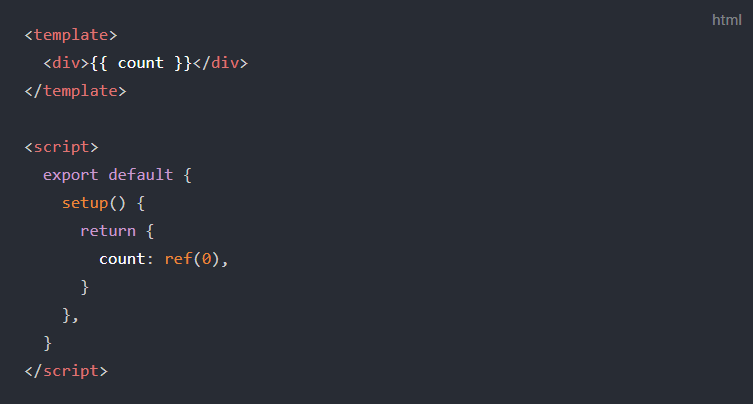 html
<template>
  <div>{{ count }}</div>
</template>
<script>
  export default {
    setup() {
      return {
        count: ref(0),
      }
    },
  }
</script>